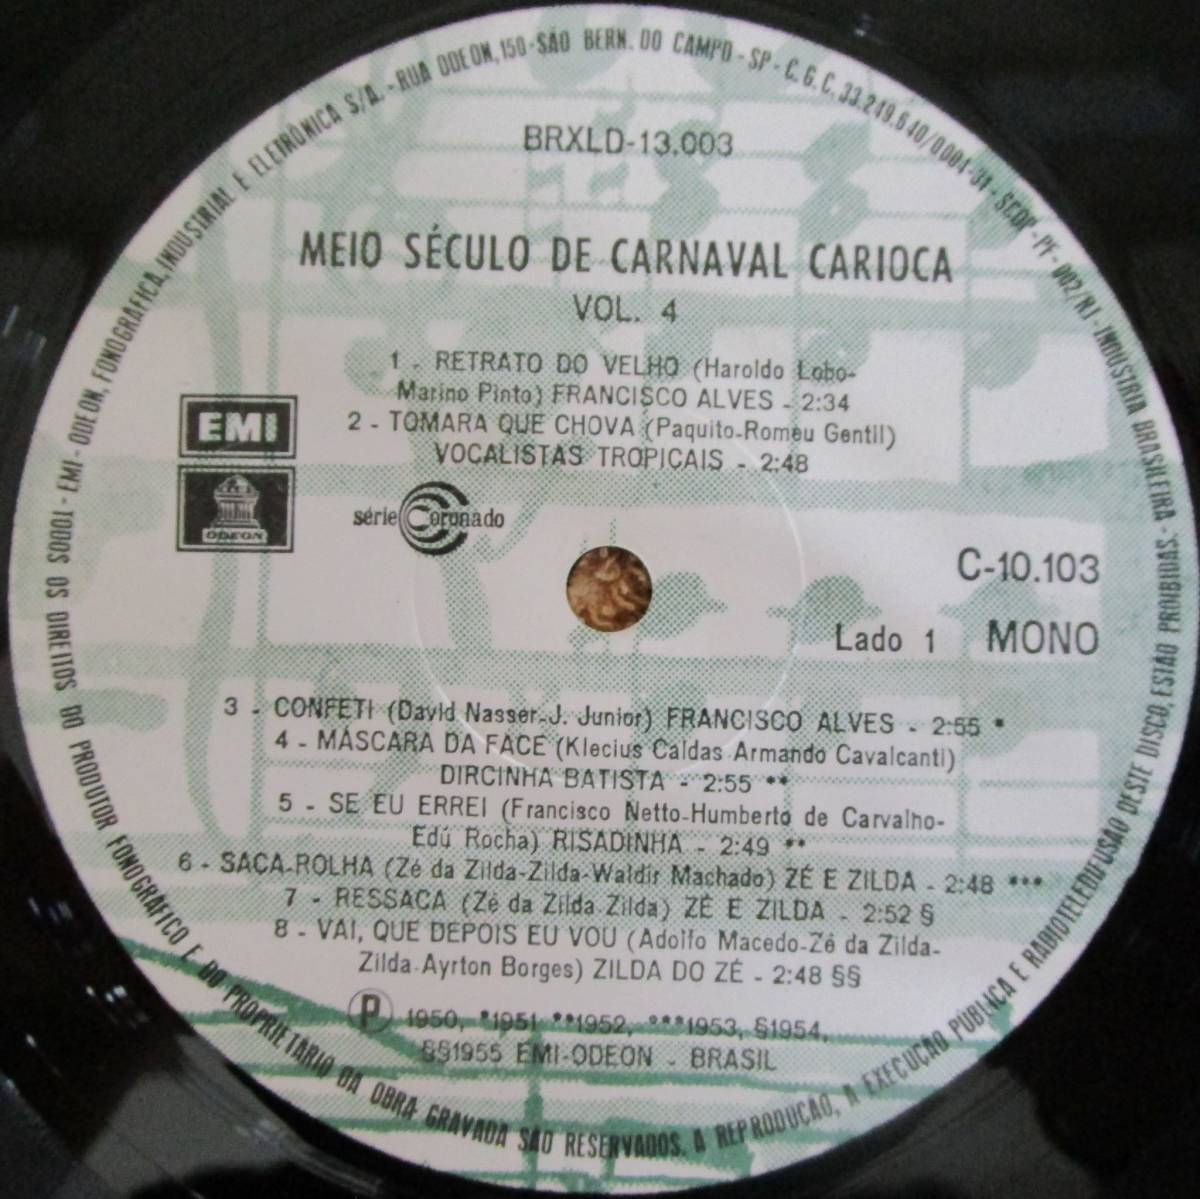 BRXLD-13.003
MEIO SÉCULO DE CARNAVAL CARIOCA
VOL. 4
1 - RETRATO DO VELHO (Haroldo Lobo-
Marino Pinto) FRANCISCO ALVES - 2:34
2 - TOMARA QUE CHOVA (Paquito-Romeu Gentil)
VOCALISTAS TROPICAIS - 2:48
EMI
ODEON
série Coronado
C-10.103
Lado 1 MONO
3 - CONFETI (David Nasser-J. Junior) FRANCISCO ALVES - 2:55 *
4 - MÁSCARA DA FACE (Klecius Caldas-Armando Cavalcanti)
DIRCINHA BATISTA - 2:55 **
5 - SE EU ERREI (Francisco Netto-Humberto de Carvalho-
Edú Rocha) RISADINHA - 2:49 **
6 - SACA-ROLHA (Zé da Zilda-Zilda-Waldir Machado) ZÉ E ZILDA - 2:48 ***
7 - RESSACA (Zé da Zilda-Zilda) ZÉ E ZILDA - 2:52 §
8 - VAI, QUE DEPOIS EU VOU (Adolfo Macedo-Zé da Zilda-
Zilda-Ayrton Borges) ZILDA DO ZÉ - 2:48 §§
Ⓟ 1950, *1951 **1952, ***1953, §1954,
§§1955 EMI-ODEON - BRASIL
EMI - ODEON, FONOGRÁFICA, INDUSTRIAL E ELETRÔNICA S/A. - RUA ODEON, 150 - SÃO BERN. DO CAMPO - SP - C.G.C. 33.249.640/0004-31 - SCDP - PF - 002/NI - INDÚSTRIA BRASILEIRA - TODOS OS DIREITOS DO PRODUTOR FONOGRÁFICO E DO PROPRIETÁRIO DA OBRA GRAVADA SÃO RESERVADOS. A REPRODUÇÃO, A EXECUÇÃO PÚBLICA E RADIOTELEDIFUSÃO DESTE DISCO, ESTÃO PROIBIDAS.